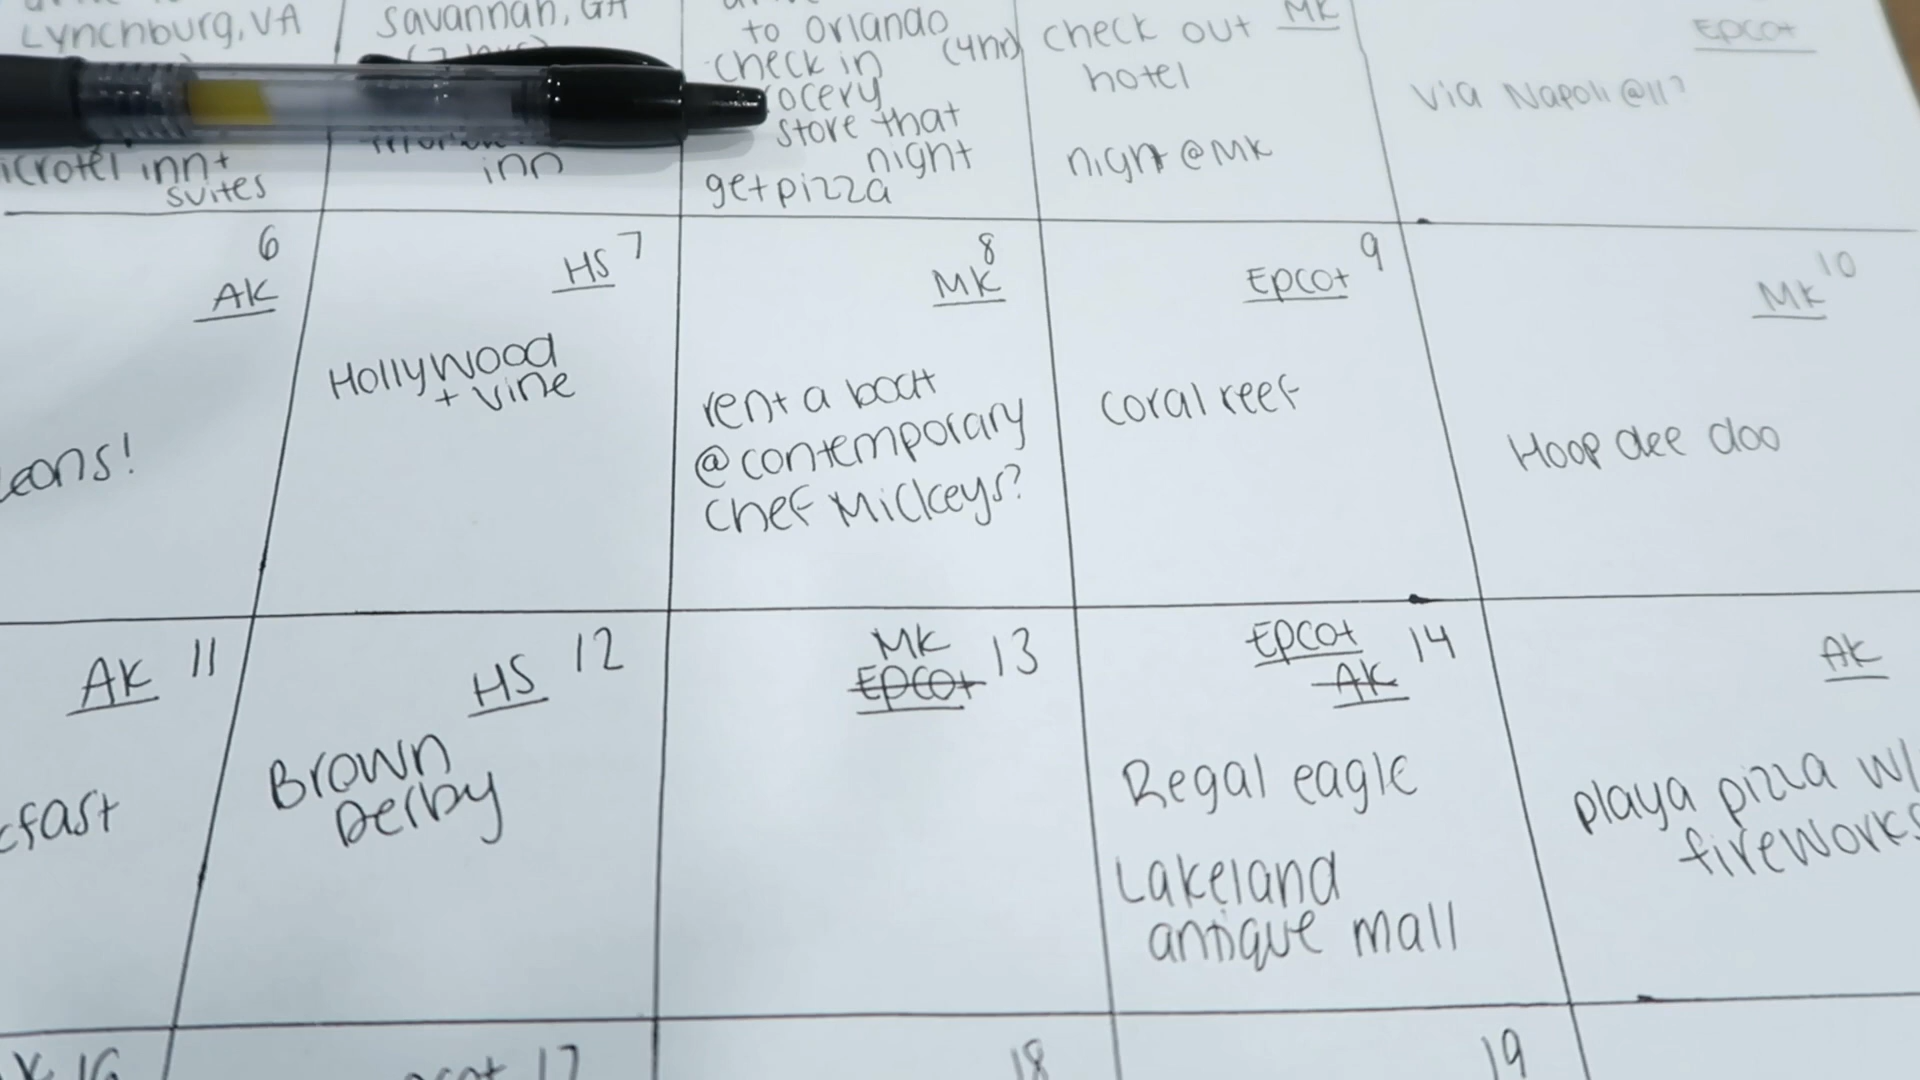 Lynchburg, VA
Savannah, GA
to Orlando
check in (4hr)
store that
night
get pizza
inn+
suites
inn
check out MK
hotel
night @ MK
Epcot
Via Napoli @11?
6
AK
HS 7
Hollywood
+ Vine
8
MK
rent a boat
@ contemporary
Chef Mickeys?
Epcot 9
Coral reef
10
MK
Hoop dee doo
AK 11
HS 12
Brown
Derby
MK
Epcot 13
Epcot 14
AK
Regal eagle
Lakeland
antique mall
AK
playa pizza w/
fireworks
16
17
18
19